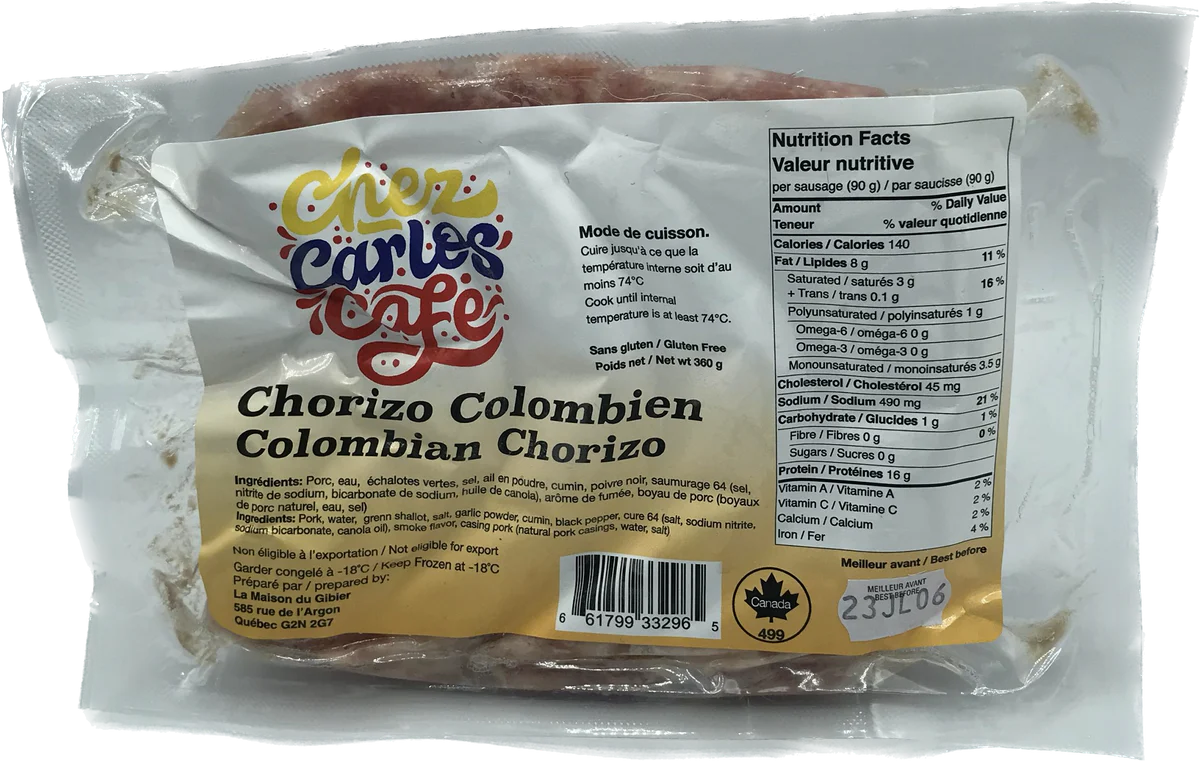 chez
carlos
café
Mode de cuisson.
Cuire jusqu'à ce que la
température interne soit d'au
moins 74°C
Cook until internal
temperature is at least 74°C.
Sans gluten / Gluten Free
Poids net / Net wt 360 g
Chorizo Colombien
Colombian Chorizo
Ingrédients: Porc, eau, échalotes vertes, sel, ail en poudre, cumin, poivre noir, saumurage 64 (sel,
nitrite de sodium, bicarbonate de sodium, huile de canola), arôme de fumée, boyau de porc (boyaux
de porc naturel, eau, sel)
Ingredients: Pork, water, grenn shallot, salt, garlic powder, cumin, black pepper, cure 64 (salt, sodium nitrite,
sodium bicarbonate, canola oil), smoke flavor, casing pork (natural pork casings, water, salt)
Non éligible à l'exportation / Not eligible for export
Garder congelé à -18°C / Keep Frozen at -18°C
Préparé par / prepared by:
La Maison du Gibier
585 rue de l'Argon
Québec G2N 2G7
6 61799 33296 5
Canada
499
Nutrition Facts
Valeur nutritive
per sausage (90 g) / par saucisse (90 g)
Amount % Daily Value
Teneur % valeur quotidienne
Calories / Calories 140
Fat / Lipides 8 g 11 %
Saturated / saturés 3 g
+ Trans / trans 0.1 g 16 %
Polyunsaturated / polyinsaturés 1 g
Omega-6 / oméga-6 0 g
Omega-3 / oméga-3 0 g
Monounsaturated / monoinsaturés 3.5 g
Cholesterol / Cholestérol 45 mg
Sodium / Sodium 490 mg 21 %
Carbohydrate / Glucides 1 g 1 %
Fibre / Fibres 0 g 0 %
Sugars / Sucres 0 g
Protein / Protéines 16 g
Vitamin A / Vitamine A 2 %
Vitamin C / Vitamine C 2 %
Calcium / Calcium 2 %
Iron / Fer 4 %
Meilleur avant / Best before
MEILLEUR AVANT
BEST BEFORE
23JL06